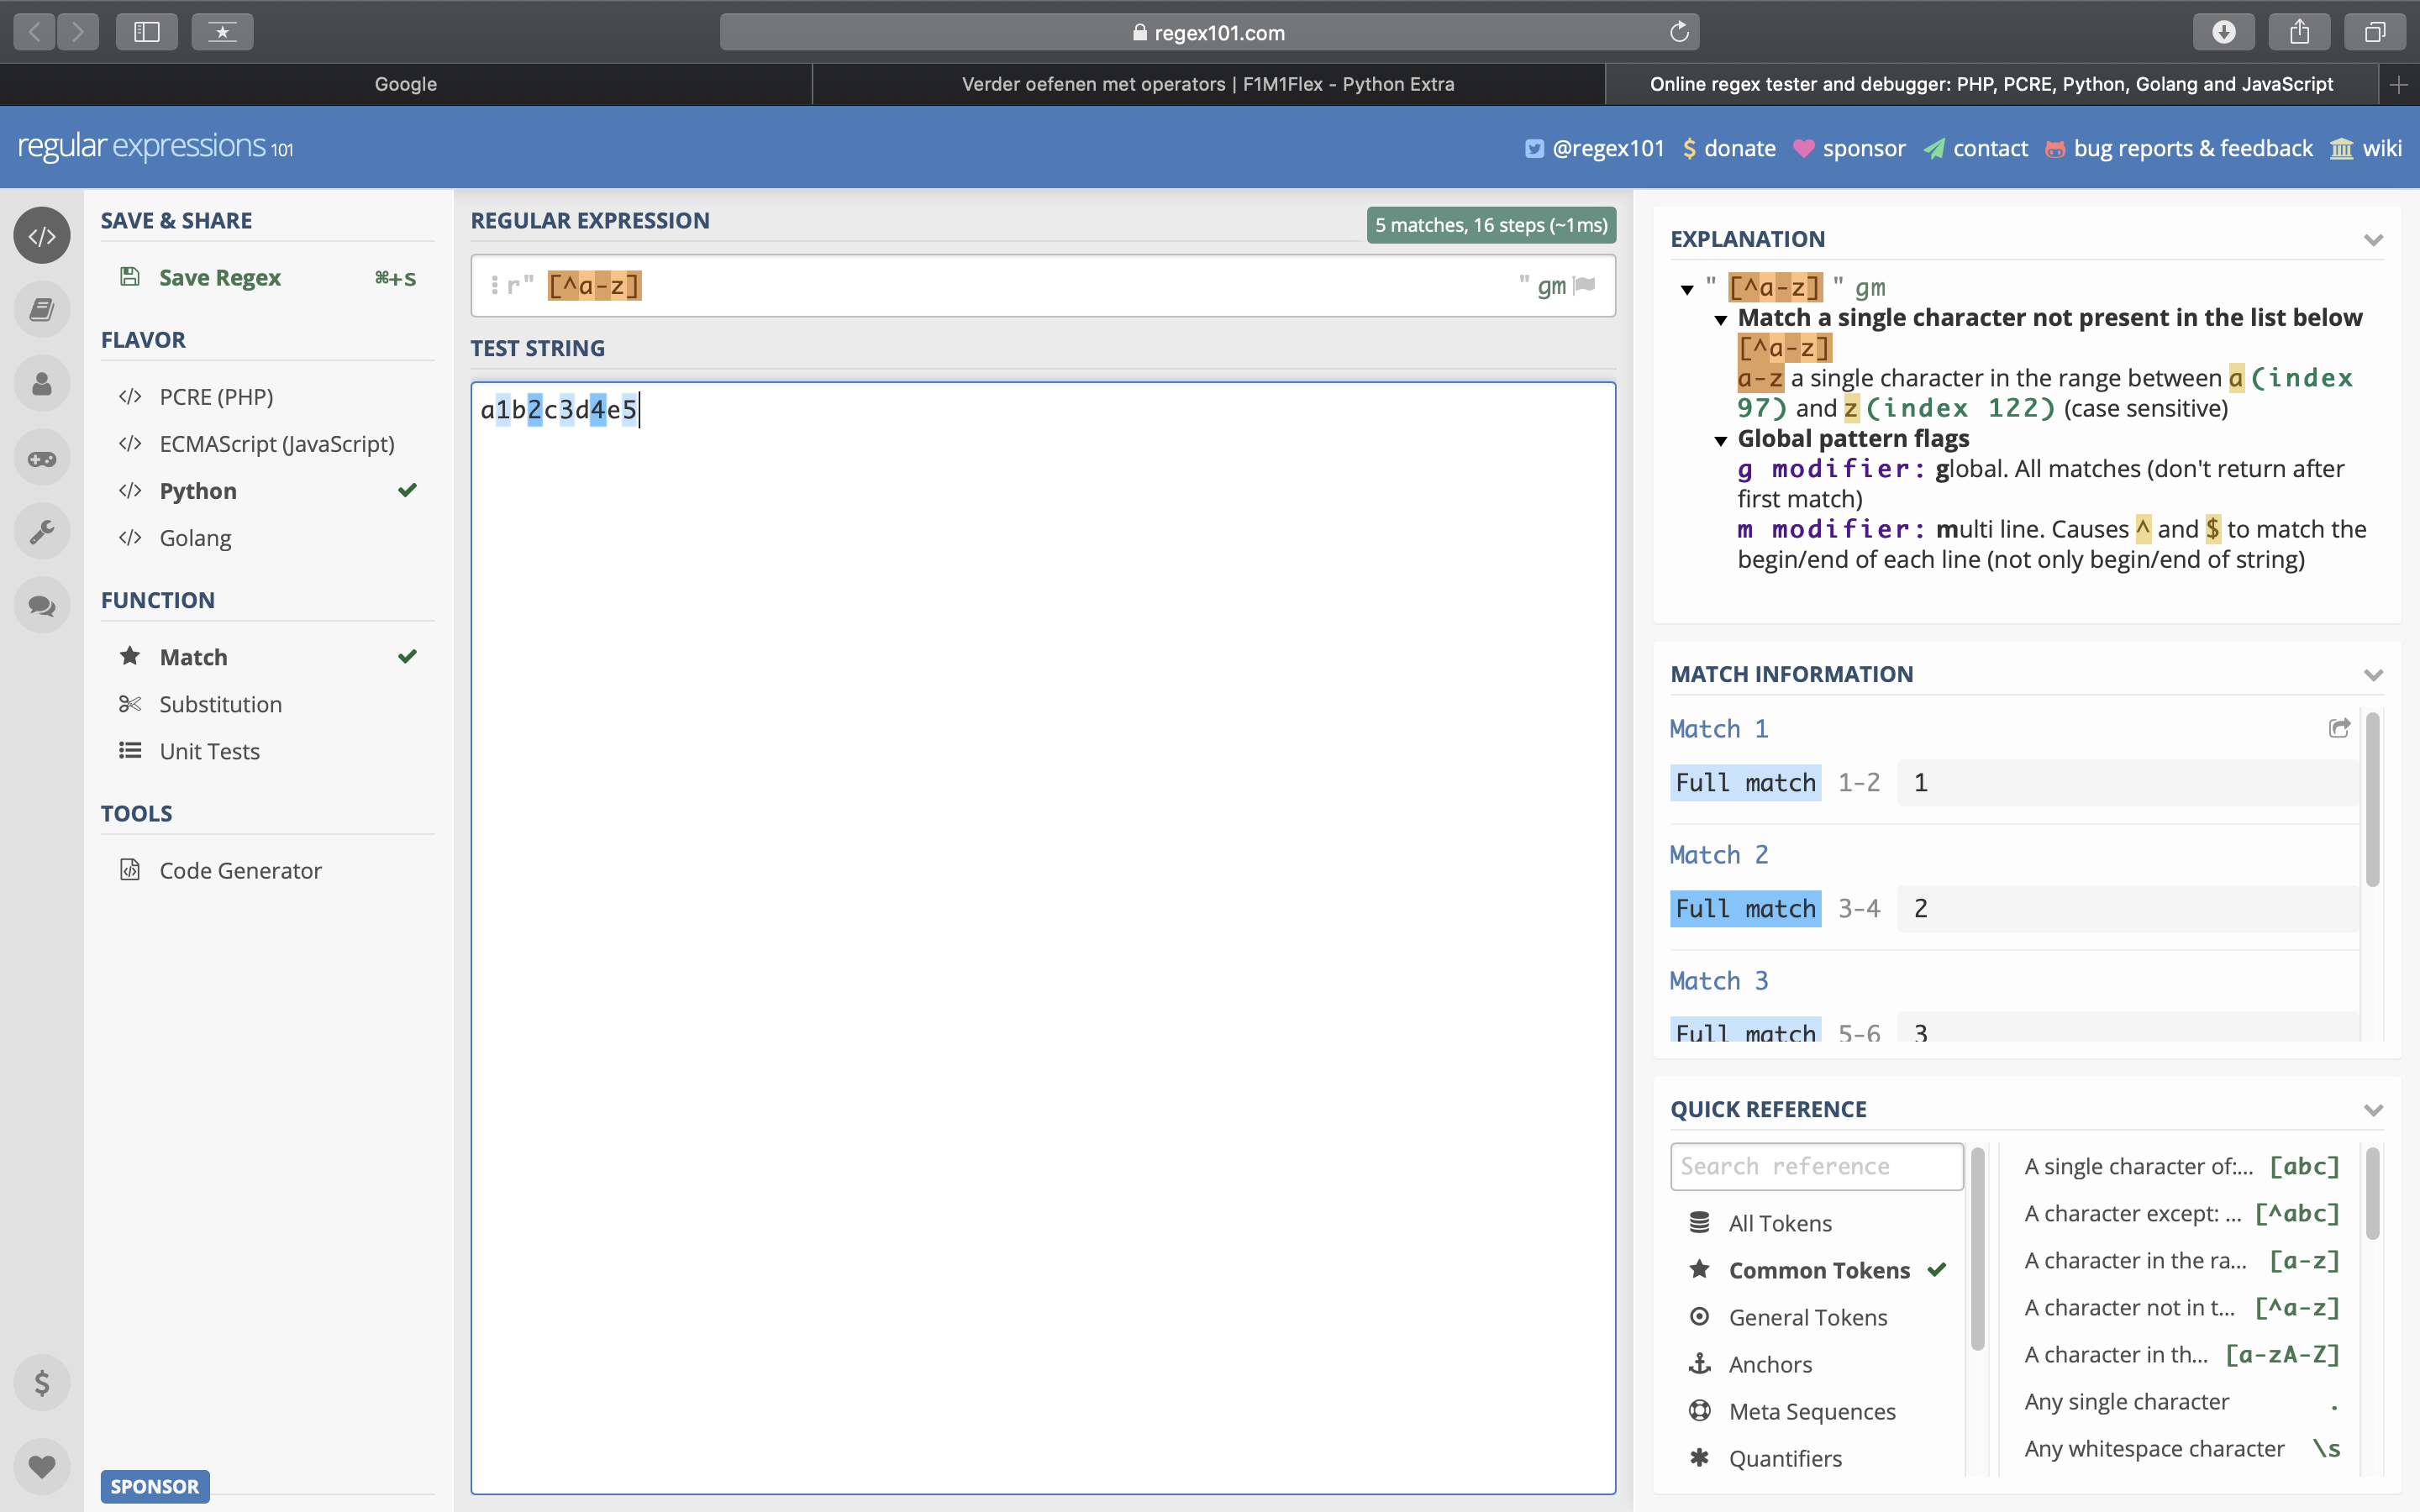 regex101.com
Google
Verder oefenen met operators | F1M1Flex - Python Extra
Online regex tester and debugger: PHP, PCRE, Python, Golang and JavaScript
regular expressions 101
@regex101
$ donate
sponsor
contact
bug reports & feedback
wiki
SAVE & SHARE
Save Regex ⌘+S
FLAVOR
</> PCRE (PHP)
</> ECMAScript (JavaScript)
</> Python
</> Golang
FUNCTION
Match
Substitution
Unit Tests
TOOLS
Code Generator
SPONSOR
REGULAR EXPRESSION
5 matches, 16 steps (~1ms)
r" [^a-z] " gm
TEST STRING
a1b2c3d4e5
EXPLANATION
" [^a-z] " gm
Match a single character not present in the list below
[^a-z]
a-z a single character in the range between a (index
97) and z (index 122) (case sensitive)
Global pattern flags
g modifier: global. All matches (don't return after
first match)
m modifier: multi line. Causes ^ and $ to match the
begin/end of each line (not only begin/end of string)
MATCH INFORMATION
Match 1
Full match 1-2 1
Match 2
Full match 3-4 2
Match 3
Full match 5-6 3
QUICK REFERENCE
Search reference
All Tokens
Common Tokens
General Tokens
Anchors
Meta Sequences
Quantifiers
A single character of:... [abc]
A character except: ... [^abc]
A character in the ra... [a-z]
A character not in t... [^a-z]
A character in th... [a-zA-Z]
Any single character .
Any whitespace character \s